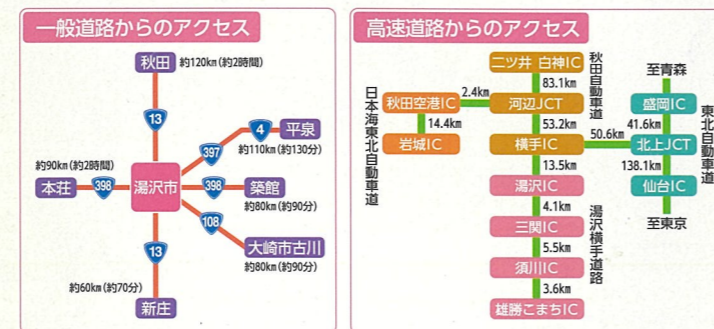 一般道路からのアクセス
秋田 約120km(約2時間)
13
397
4
平泉
約110km(約130分)
約90km(約2時間)
本荘
398
湯沢市
398
築館
約80km(約90分)
108
大崎市古川
約80km(約90分)
13
約60km(約70分)
新庄
高速道路からのアクセス
二ツ井 白神IC
秋田自動車道
83.1km
至青森
日本海東北自動車道
秋田空港IC
2.4km
河辺JCT
盛岡IC
東北自動車道
14.4km
53.2km
41.6km
岩城IC
横手IC
50.6km
北上JCT
13.5km
138.1km
湯沢IC
仙台IC
4.1km
至東京
三関IC
湯沢横手道路
5.5km
須川IC
3.6km
雄勝こまちIC